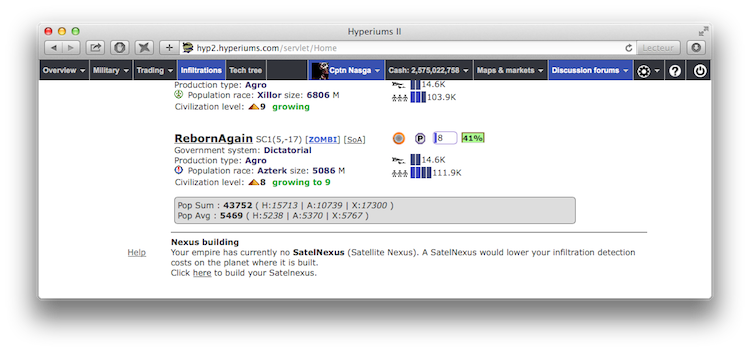 Hyperiums II
hyp2.hyperiums.com/servlet/Home
Lecteur
Overview Military Trading Infiltrations Tech tree Cptn Nasga Cash: 2,575,022,758 Maps & markets Discussion forums
Production type: Agro 14.6K
Population race: Xillor size: 6806 M 103.9K
Civilization level: 9 growing
RebornAgain SC1(5,-17) [ZOMBI] [SoA] P 8 41%
Government system: Dictatorial
Production type: Agro 14.6K
Population race: Azterk size: 5086 M 111.9K
Civilization level: 8 growing to 9
Pop Sum : 43752 ( H:15713 | A:10739 | X:17300 )
Pop Avg : 5469 ( H:5238 | A:5370 | X:5767 )
Nexus building
Help
Your empire has currently no SatelNexus (Satellite Nexus). A SatelNexus would lower your infiltration detection
costs on the planet where it is built.
Click here to build your Satelnexus.